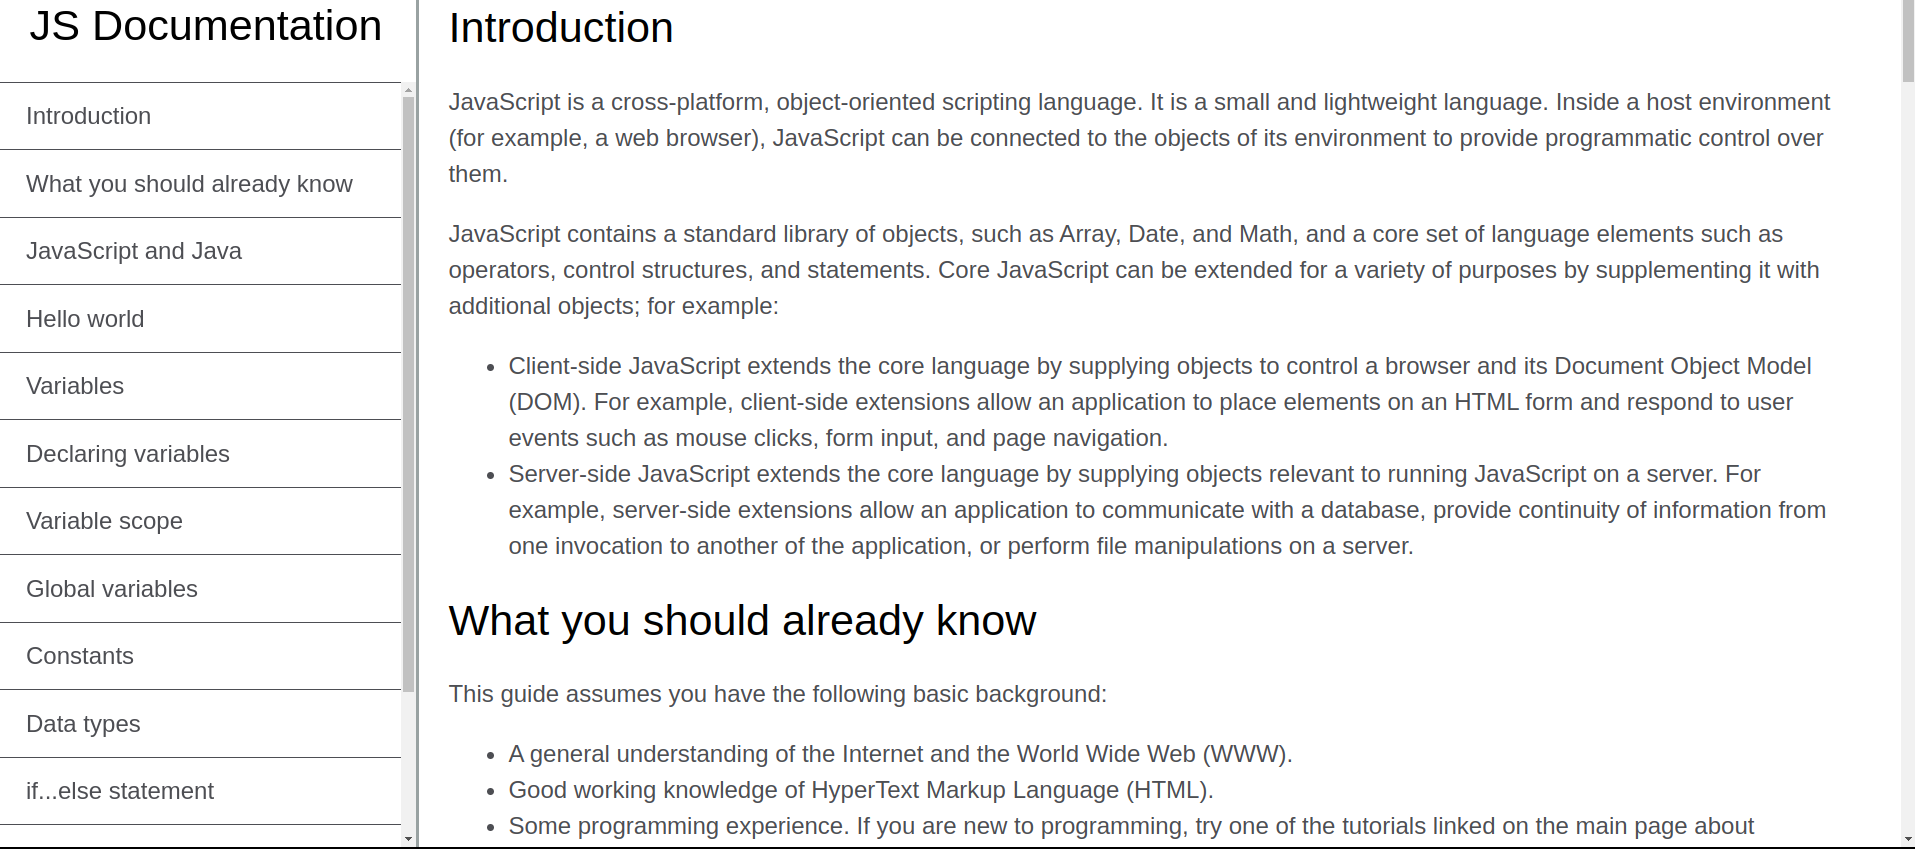 JS Documentation
Introduction
What you should already know
JavaScript and Java
Hello world
Variables
Declaring variables
Variable scope
Global variables
Constants
Data types
if...else statement
Introduction
JavaScript is a cross-platform, object-oriented scripting language. It is a small and lightweight language. Inside a host environment
(for example, a web browser), JavaScript can be connected to the objects of its environment to provide programmatic control over
them.
JavaScript contains a standard library of objects, such as Array, Date, and Math, and a core set of language elements such as
operators, control structures, and statements. Core JavaScript can be extended for a variety of purposes by supplementing it with
additional objects; for example:
• Client-side JavaScript extends the core language by supplying objects to control a browser and its Document Object Model
(DOM). For example, client-side extensions allow an application to place elements on an HTML form and respond to user
events such as mouse clicks, form input, and page navigation.
• Server-side JavaScript extends the core language by supplying objects relevant to running JavaScript on a server. For
example, server-side extensions allow an application to communicate with a database, provide continuity of information from
one invocation to another of the application, or perform file manipulations on a server.
What you should already know
This guide assumes you have the following basic background:
• A general understanding of the Internet and the World Wide Web (WWW).
• Good working knowledge of HyperText Markup Language (HTML).
• Some programming experience. If you are new to programming, try one of the tutorials linked on the main page about